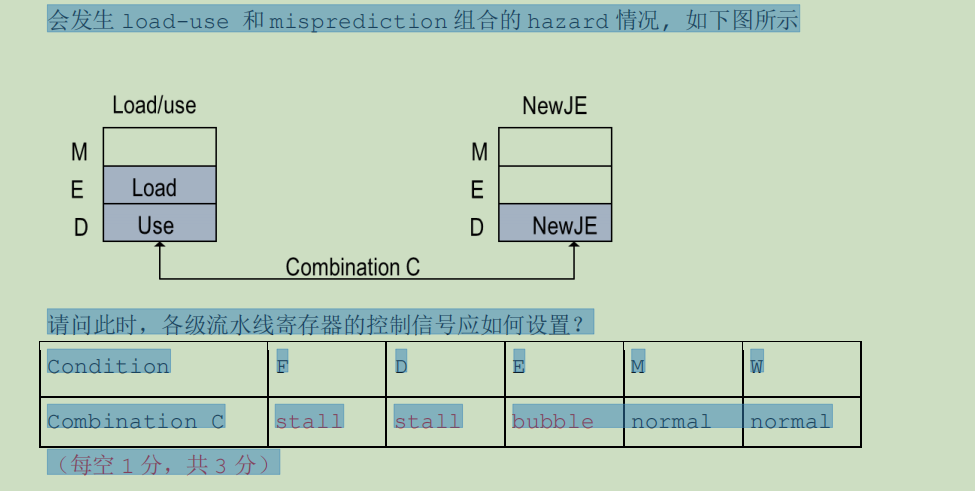 会发生 load-use 和 misprediction 组合的 hazard 情况, 如下图所示
Load/use NewJE
M M
E Load E
D Use D NewJE
Combination C
请问此时，各级流水线寄存器的控制信号应如何设置？
Condition F D E M W
Combination C stall stall bubble normal normal
（每空 1 分，共 3 分）